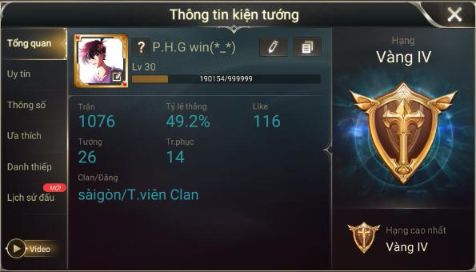 Thông tin kiện tướng
Tổng quan
Uy tín
Thông số
Ưa thích
Danh thiếp
Lịch sử đấu
MỚI
Video
? P.H.G win(*_*)
Lv 30
190154/999999
Trận Tỷ lệ thắng Like
1076 49.2% 116
Tướng Tr.phục
26 14
Clan/Đăng
sàigòn/T.viên Clan
Hạng
Vàng IV
Hạng cao nhất
Vàng IV